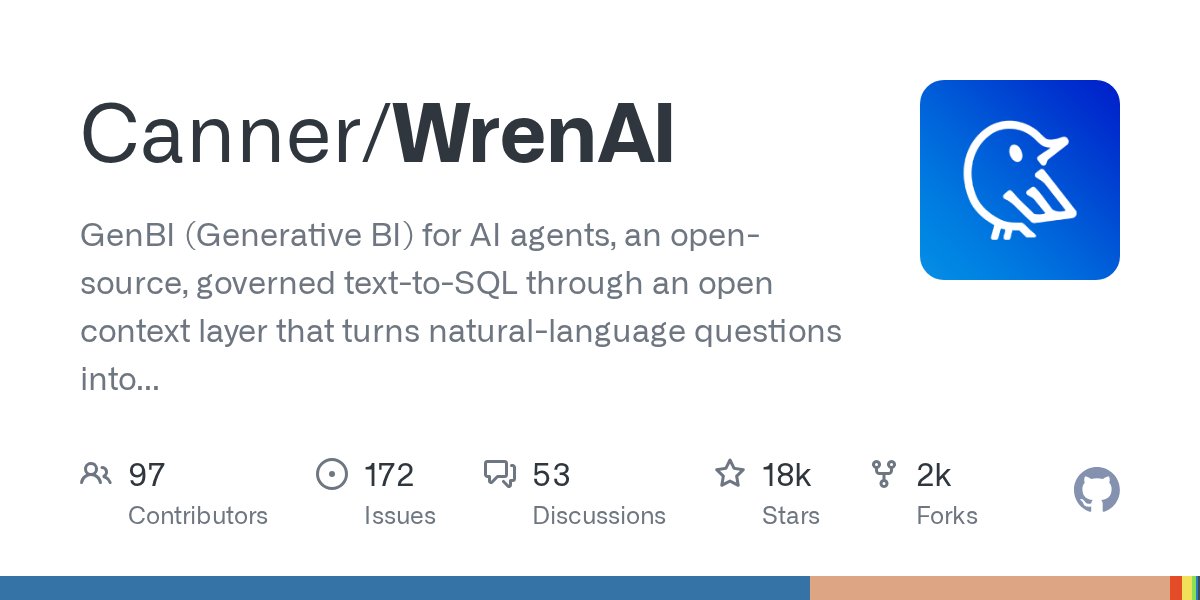 Canner/WrenAI
GenBI (Generative BI) for AI agents, an open-
source, governed text-to-SQL through an open
context layer that turns natural-language questions
into...
97 172 53 18k 2k
Contributors Issues Discussions Stars Forks